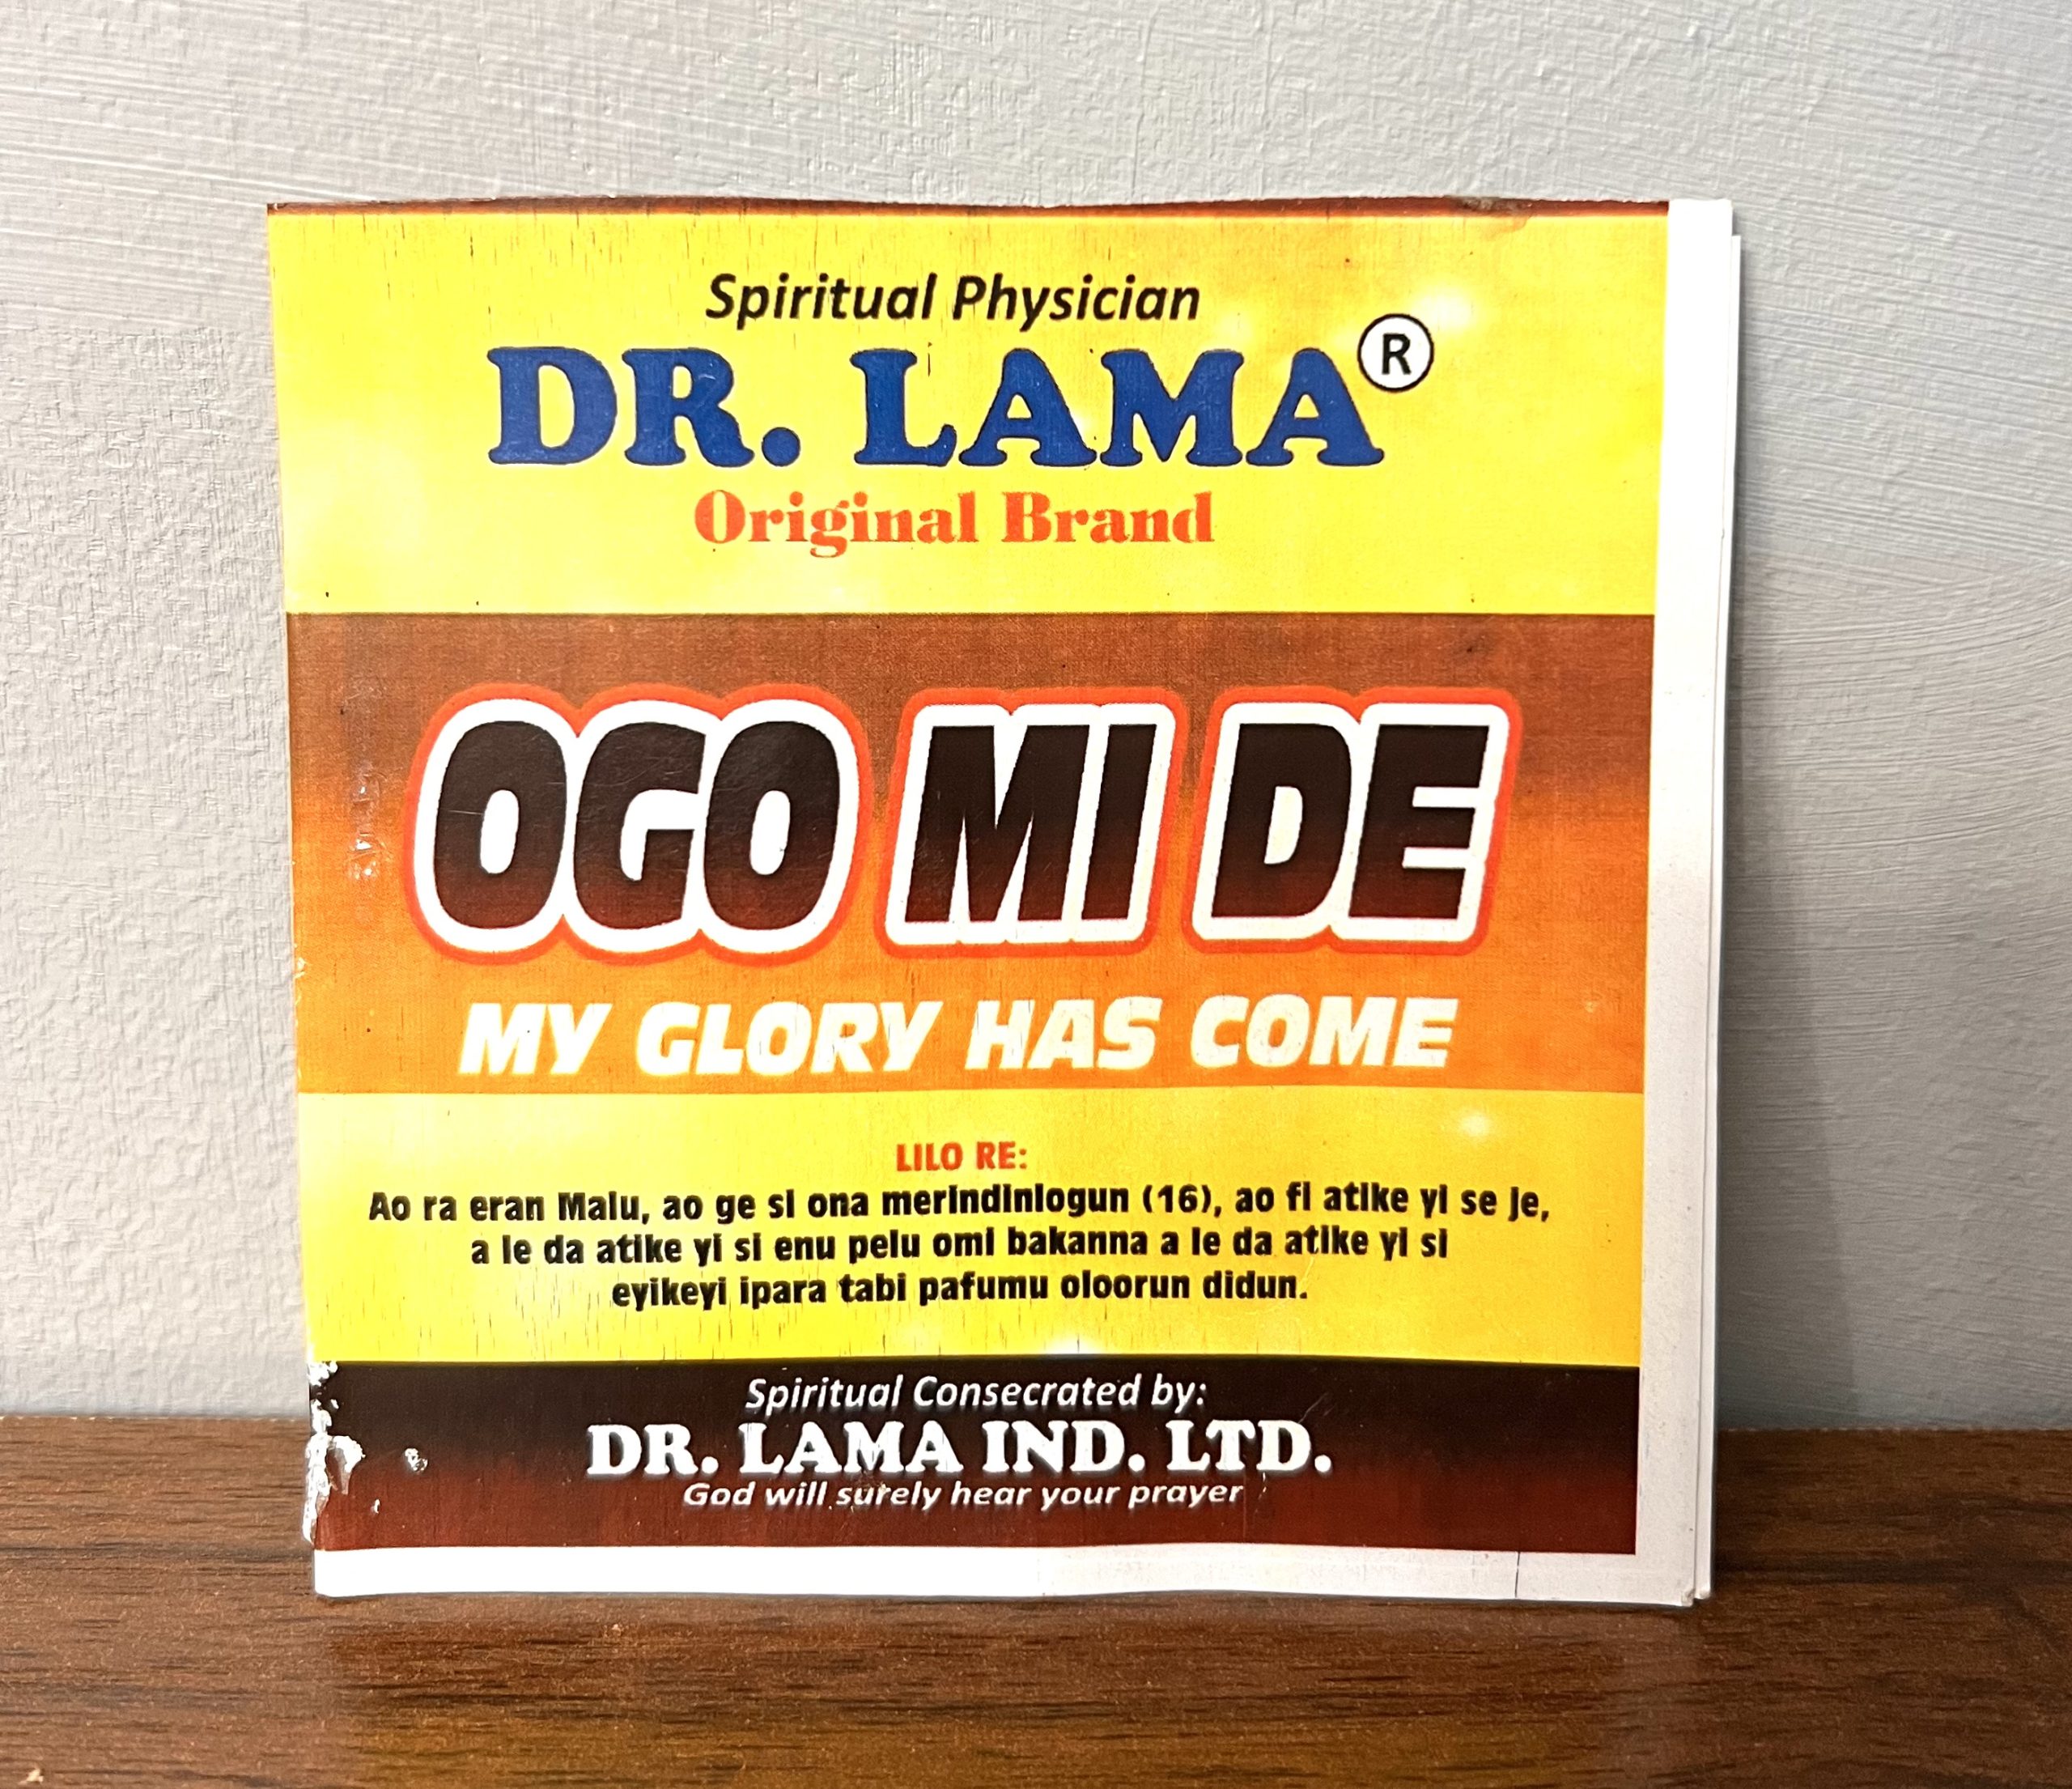 Spiritual Physician
DR. LAMA®
Original Brand
OGO MI DE
MY GLORY HAS COME
LILO RE:
Ao ra eran Malu, ao ge si ona merindinlogun (16), ao fi atike yi se je,
a le da atike yi si enu pelu omi bakanna a le da atike yi si
eyikeyi ipara tabi pafumu oloorun didun.
Spiritual Consecrated by:
DR. LAMA IND. LTD.
God will surely hear your prayer